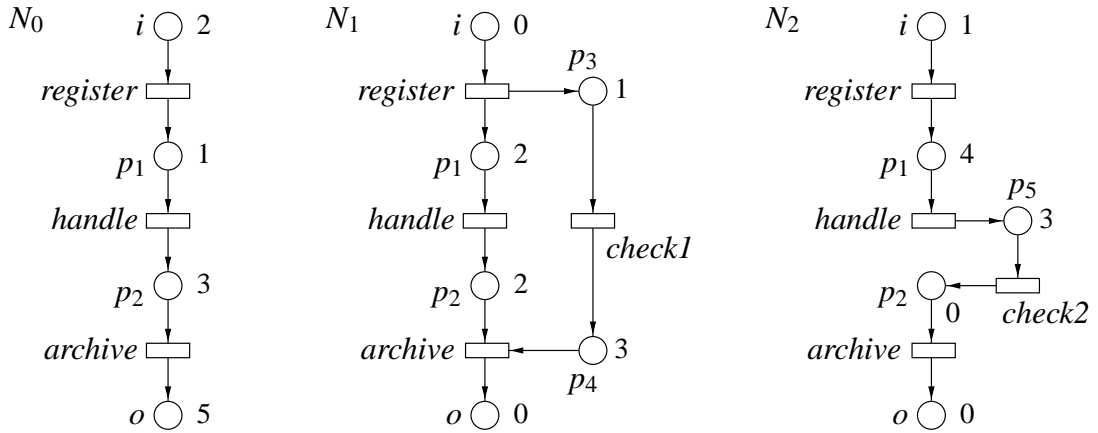 N0 i 2
register
p1 1
handle
p2 3
archive
o 5
N1 i 0
p3
register 1
p1 2
handle
check1
p2 2
archive 3
p4
o 0
N2 i 1
register
p1 4
p5
handle 3
p2 0
check2
archive
o 0